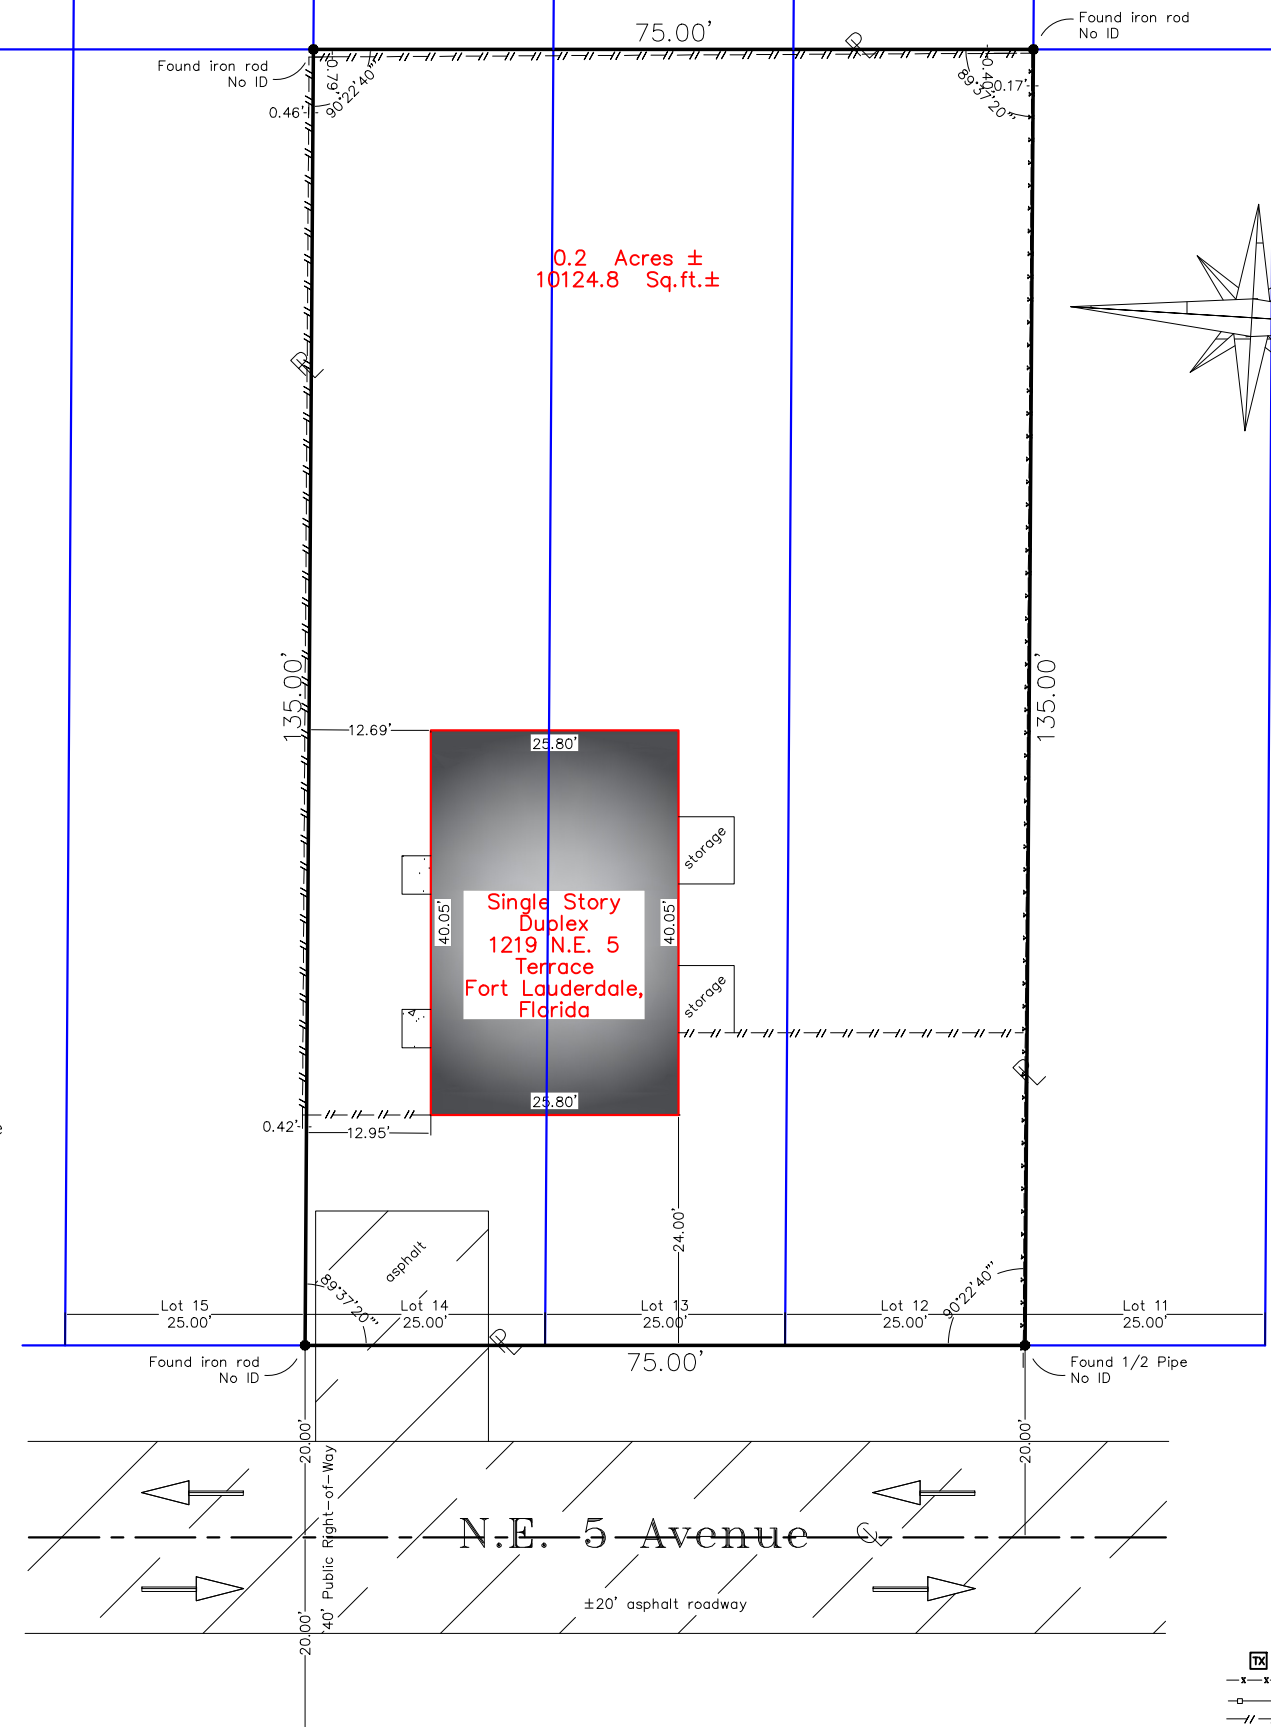 75.00'
Found iron rod
No ID
Found iron rod
No ID
0.79'
90°22'40"
0.46'
0.40'
89°37'20"
0.17'
0.2 Acres ±
10124.8 Sq.ft.±
135.00'
135.00'
12.69'
25.80'
storage
40.05'
40.05'
Single Story
Duplex
1219 N.E. 5
Terrace
Fort Lauderdale,
Florida
storage
25.80'
0.42'
12.95'
24.00'
asphalt
89°37'20"
90°22'40"
Lot 15
25.00'
Lot 14
25.00'
Lot 13
25.00'
Lot 12
25.00'
Lot 11
25.00'
Found iron rod
No ID
75.00'
Found 1/2 Pipe
No ID
20.00'
20.00'
40' Public Right-of-Way
N.E. 5 Avenue
±20' asphalt roadway
20.00'
TX